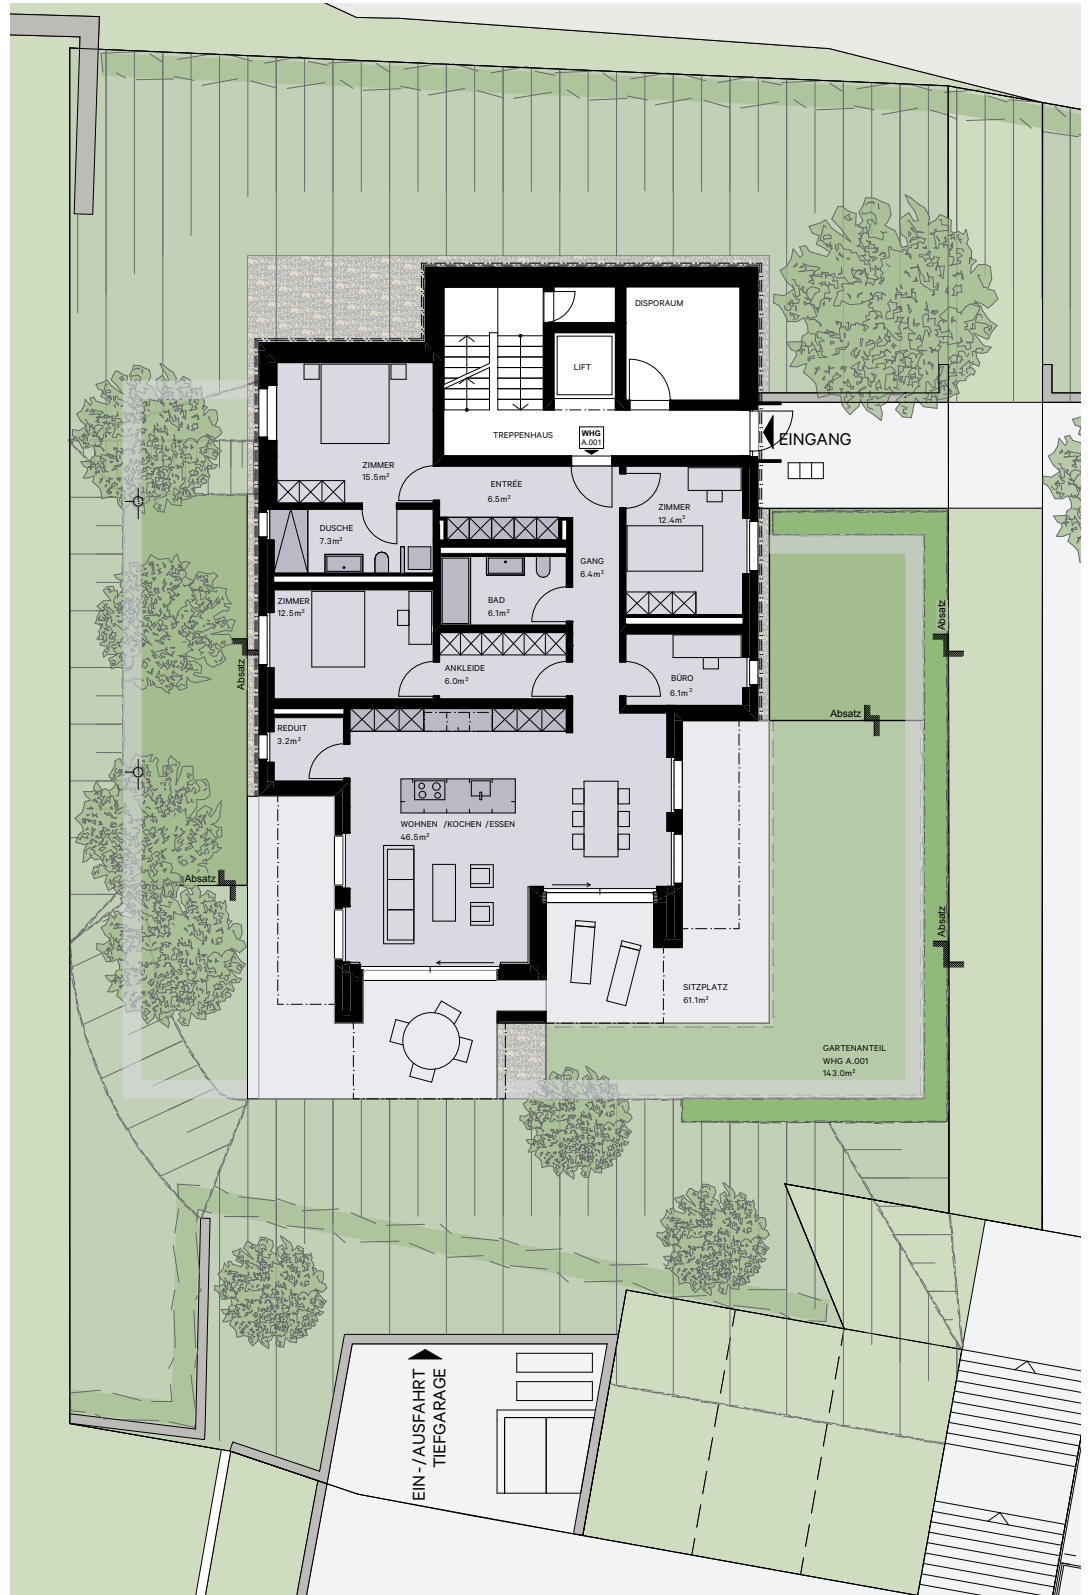 DISPORAUM
LIFT
TREPPENHAUS
WHG
A.001
EINGANG
ZIMMER
15.5m²
ENTRÉE
6.5m²
ZIMMER
12.4m²
DUSCHE
7.3m²
GANG
6.4m²
ZIMMER
12.5m²
BAD
6.1m²
Absatz
Absatz
ANKLEIDE
6.0m²
BÜRO
6.1m²
Absatz
REDUIT
3.2m²
WOHNEN /KOCHEN /ESSEN
46.5m²
Absatz
Absatz
SITZPLATZ
61.1m²
GARTENANTEIL
WHG A.001
143.0m²
EIN-/AUSFAHRT
TIEFGARAGE